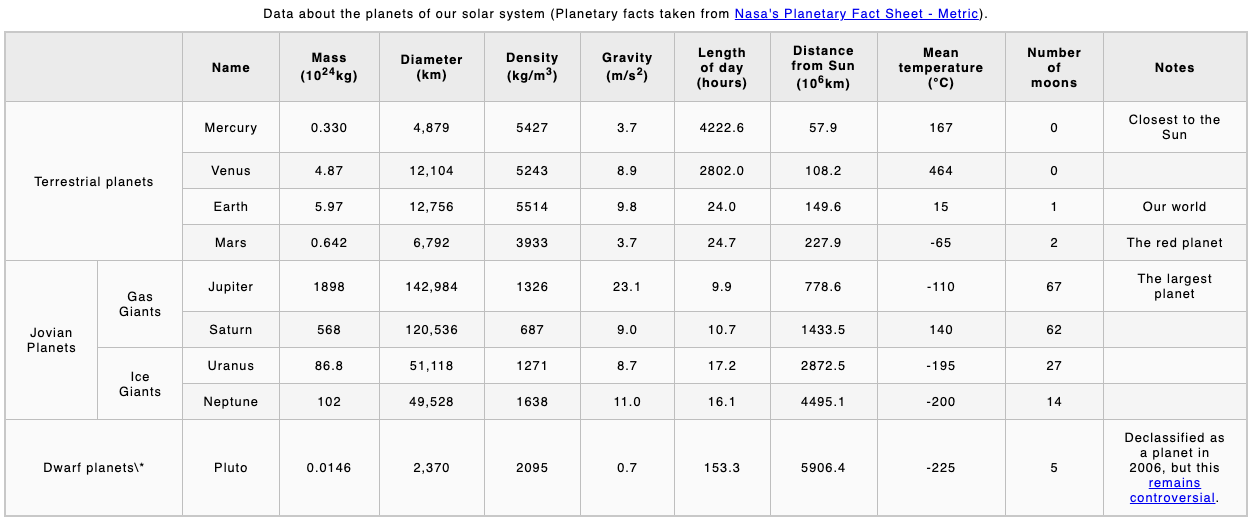 Data about the planets of our solar system (Planetary facts taken from Nasa's Planetary Fact Sheet - Metric).
Name
Mass
(10²⁴kg)
Diameter
(km)
Density
(kg/m³)
Gravity
(m/s²)
Length
of day
(hours)
Distance
from Sun
(10⁶km)
Mean
temperature
(°C)
Number
of
moons
Notes
Terrestrial planets
Mercury 0.330 4,879 5427 3.7 4222.6 57.9 167 0 Closest to the
Sun
Venus 4.87 12,104 5243 8.9 2802.0 108.2 464 0
Earth 5.97 12,756 5514 9.8 24.0 149.6 15 1 Our world
Mars 0.642 6,792 3933 3.7 24.7 227.9 -65 2 The red planet
Jovian
Planets
Gas
Giants
Jupiter 1898 142,984 1326 23.1 9.9 778.6 -110 67 The largest
planet
Saturn 568 120,536 687 9.0 10.7 1433.5 140 62
Ice
Giants
Uranus 86.8 51,118 1271 8.7 17.2 2872.5 -195 27
Neptune 102 49,528 1638 11.0 16.1 4495.1 -200 14
Dwarf planets\*
Pluto 0.0146 2,370 2095 0.7 153.3 5906.4 -225 5 Declassified as
a planet in
2006, but this
remains
controversial.